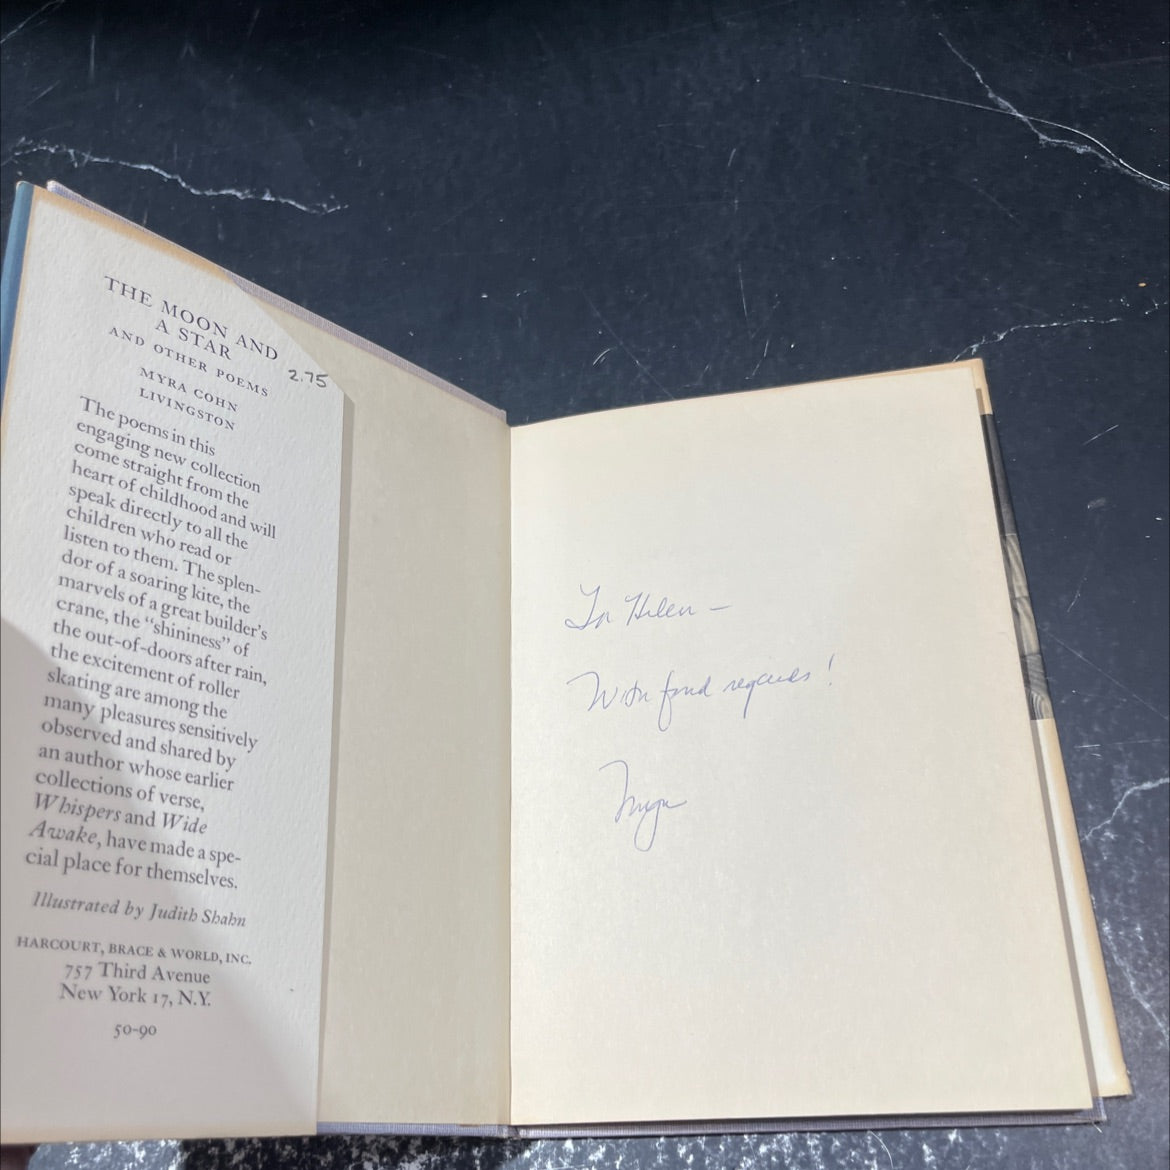 THE MOON AND
A STAR
AND OTHER POEMS
2.75
MYRA COHN
LIVINGSTON
The poems in this
engaging new collection
come straight from the
heart of childhood and will
speak directly to all the
children who read or
listen to them. The splen-
dor of a soaring kite, the
marvels of a great builder's
crane, the "shininess" of
the out-of-doors after rain,
the excitement of roller
skating are among the
many pleasures sensitively
observed and shared by
an author whose earlier
collections of verse,
Whispers and Wide
Awake, have made a spe-
cial place for themselves.
Illustrated by Judith Shahn
HARCOURT, BRACE & WORLD, INC.
757 Third Avenue
New York 17, N.Y.
50-90
To Helen –
With fond regards!
Myra